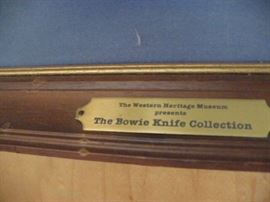 The Western Heritage Museum
presents
The Bowie Knife Collection